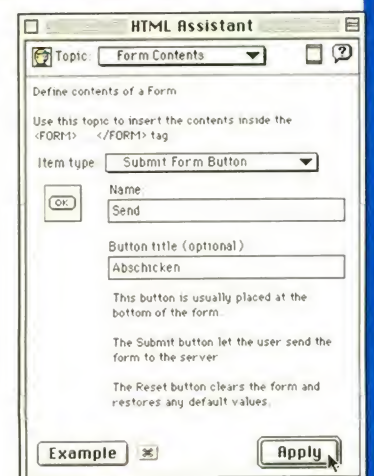 HTML Assistant
Topic: Form Contents
Define contents of a Form
Use this topic to insert the contents inside the
<FORM> </FORM> tag
Item type Submit Form Button
OK
Name:
Send
Button title (optional)
Abschicken
This button is usually placed at the
bottom of the form.
The Submit button let the user send the
form to the server
The Reset button clears the form and
restores any default values.
Example ⌘ Apply